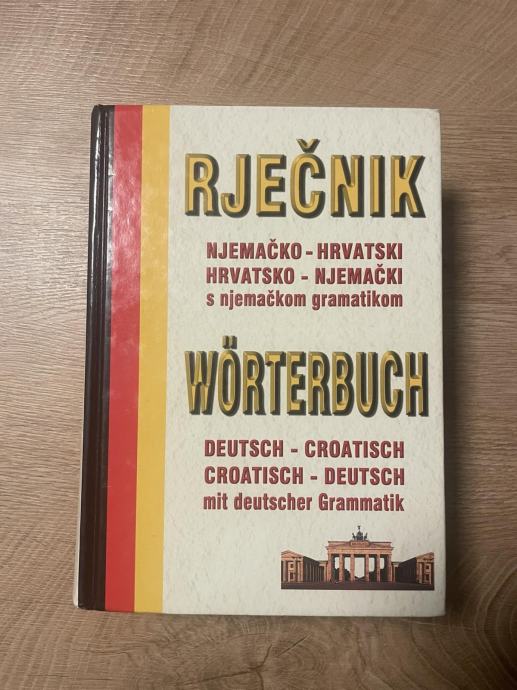 RJEČNIK
NJEMAČKO - HRVATSKI
HRVATSKO - NJEMAČKI
s njemačkom gramatikom
WÖRTERBUCH
DEUTSCH - CROATISCH
CROATISCH - DEUTSCH
mit deutscher Grammatik